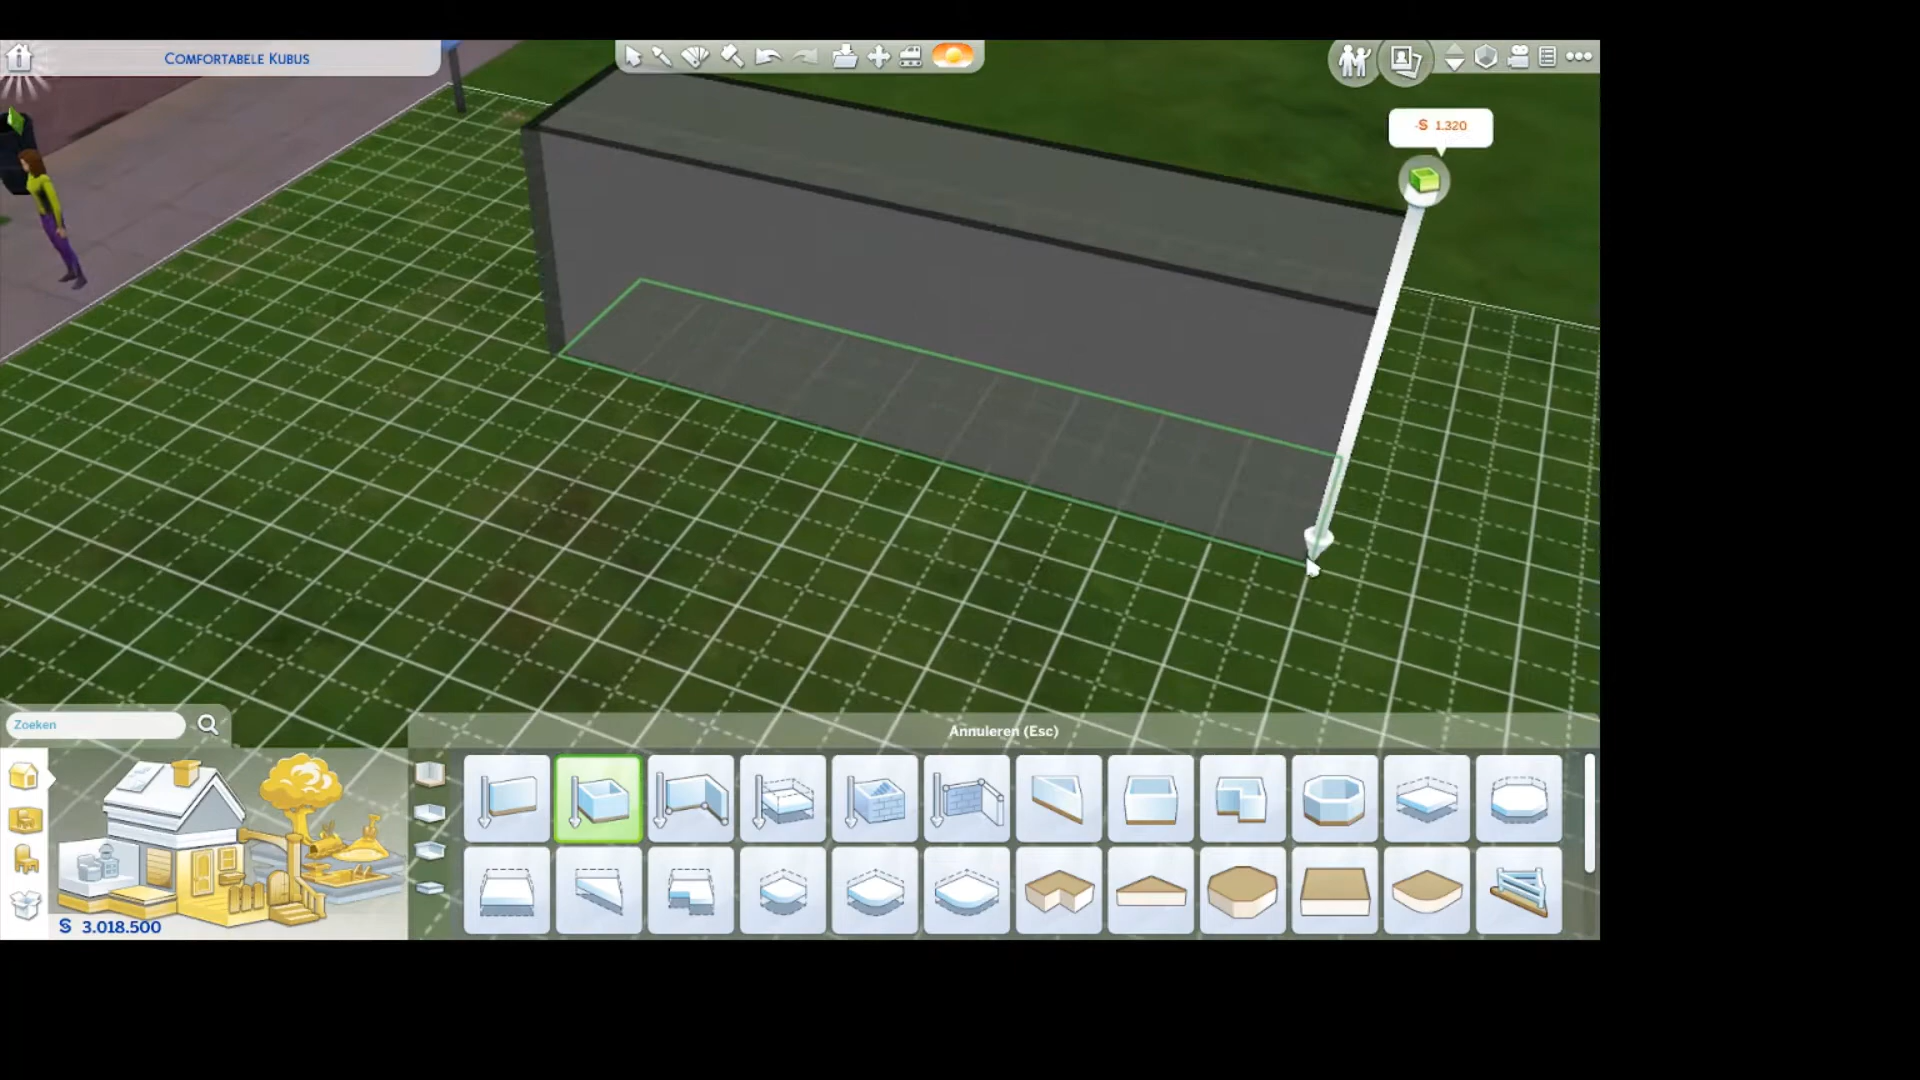 COMFORTABELE KUBUS
-S 1.320
Zoeken
Annuleren (Esc)
S 3.018.500